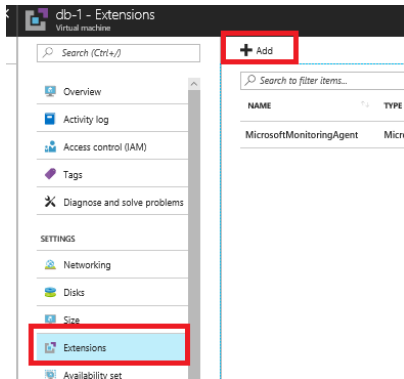 db-1 - Extensions
Virtual machine
Search (Ctrl+/)
Overview
Activity log
Access control (IAM)
Tags
Diagnose and solve problems
SETTINGS
Networking
Disks
Size
Extensions
Availability set
Add
Search to filter items...
NAME TYPE
MicrosoftMonitoringAgent Micro